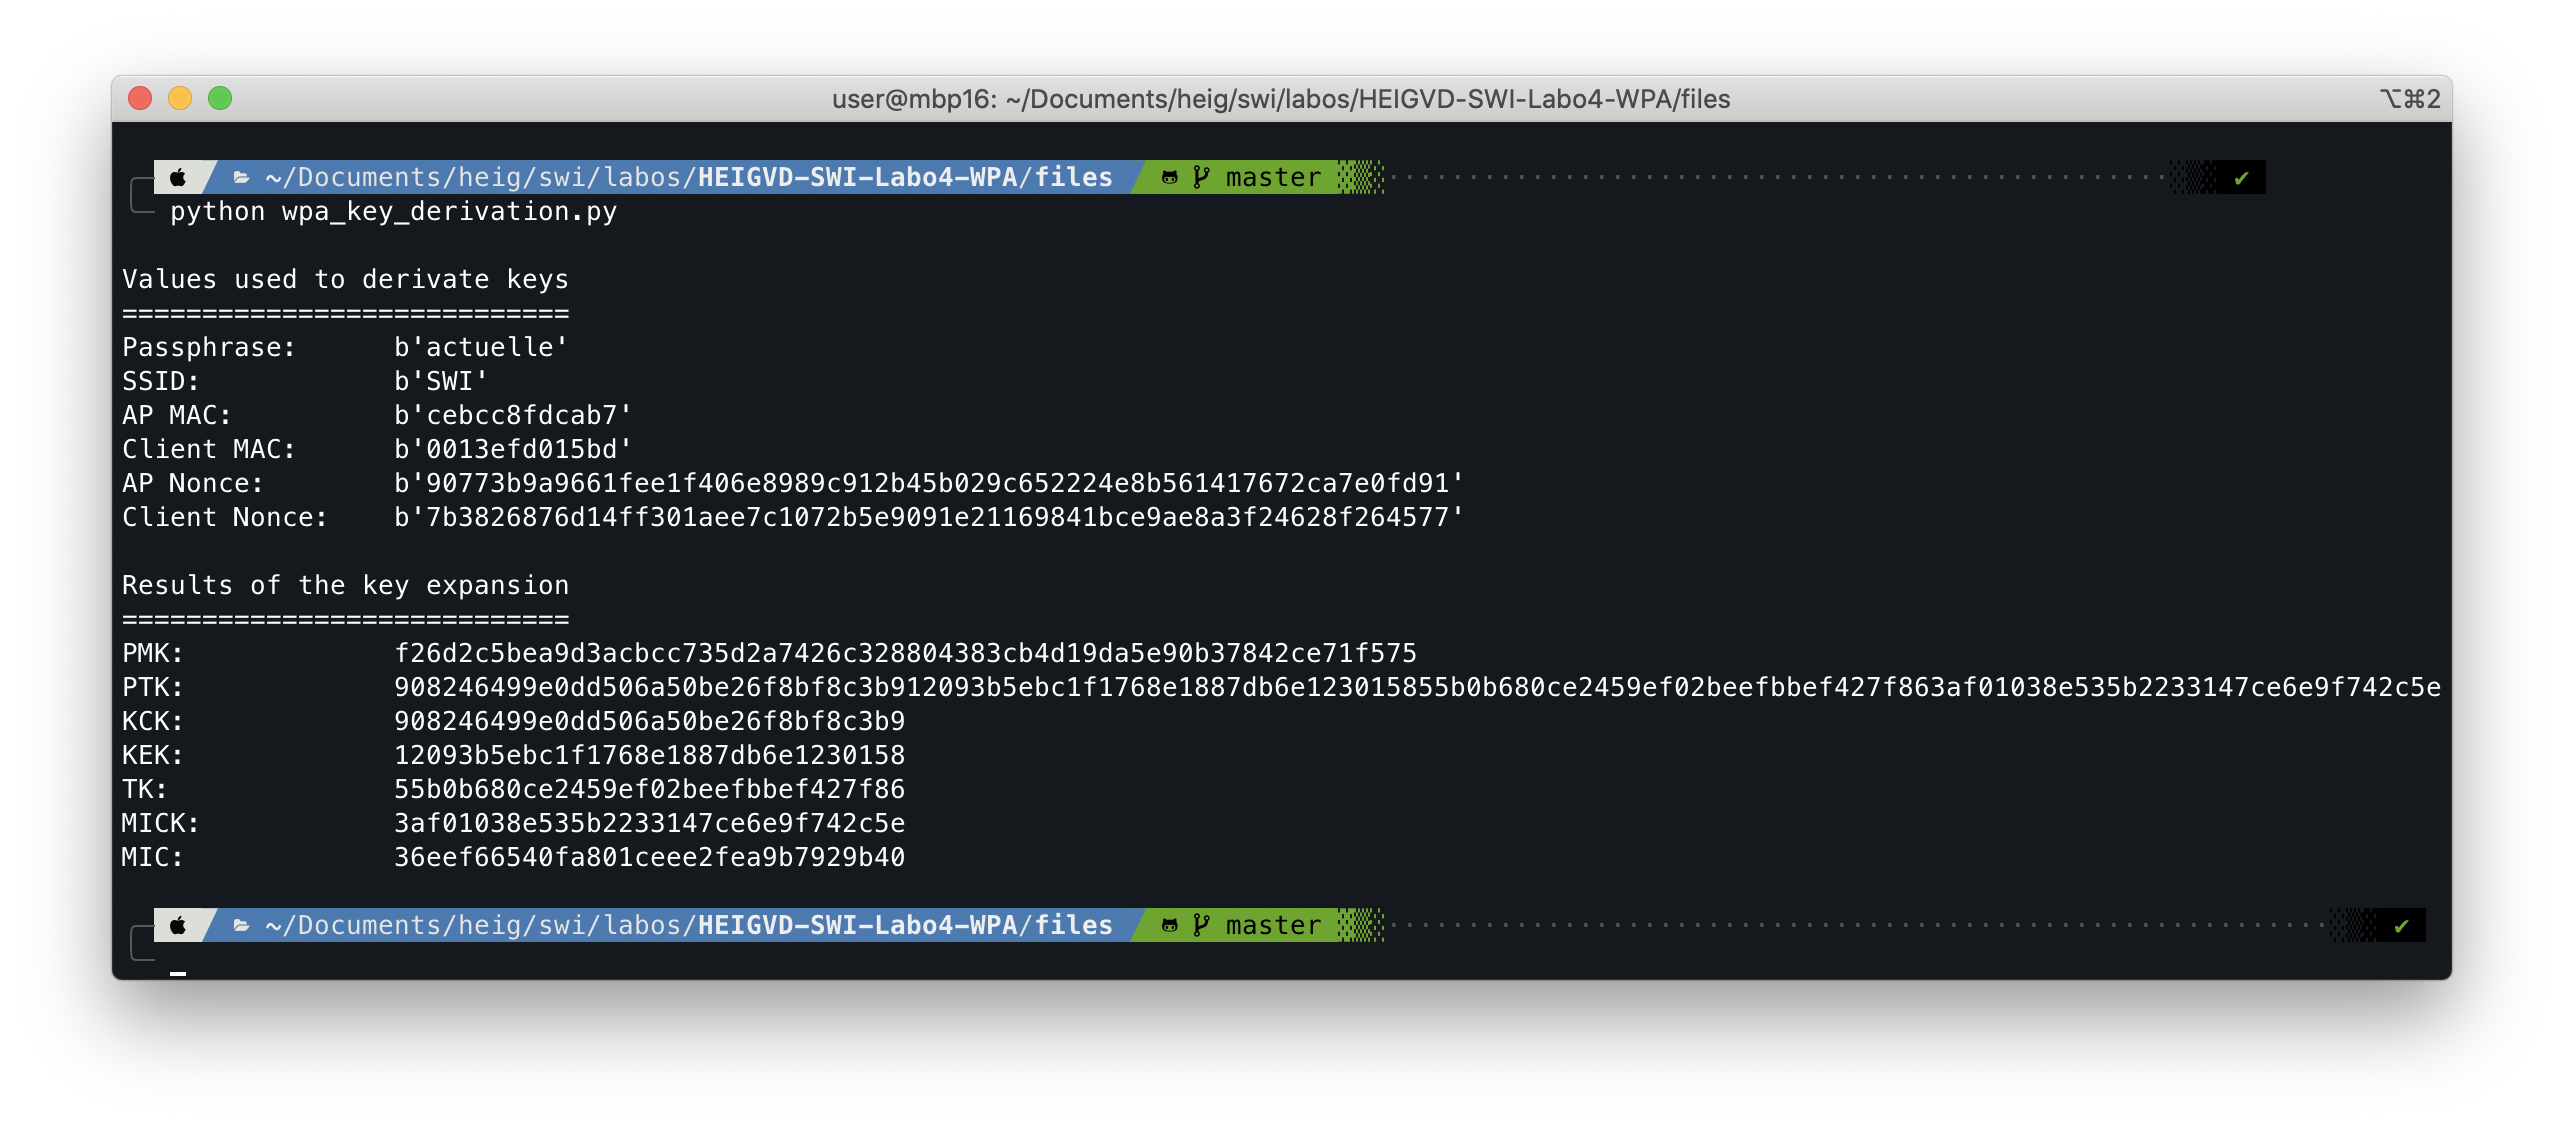 user@mbp16: ~/Documents/heig/swi/labos/HEIGVD-SWI-Labo4-WPA/files ⌥⌘2
~/Documents/heig/swi/labos/HEIGVD-SWI-Labo4-WPA/files master ✔
python wpa_key_derivation.py
Values used to derivate keys
============================
Passphrase: b'actuelle'
SSID: b'SWI'
AP MAC: b'cebcc8fdcab7'
Client MAC: b'0013efd015bd'
AP Nonce: b'90773b9a9661fee1f406e8989c912b45b029c652224e8b561417672ca7e0fd91'
Client Nonce: b'7b3826876d14ff301aee7c1072b5e9091e21169841bce9ae8a3f24628f264577'
Results of the key expansion
============================
PMK: f26d2c5bea9d3acbcc735d2a7426c328804383cb4d19da5e90b37842ce71f575
PTK: 908246499e0dd506a50be26f8bf8c3b912093b5ebc1f1768e1887db6e123015855b0b680ce2459ef02beefbbef427f863af01038e535b2233147ce6e9f742c5e
KCK: 908246499e0dd506a50be26f8bf8c3b9
KEK: 12093b5ebc1f1768e1887db6e1230158
TK: 55b0b680ce2459ef02beefbbef427f86
MICK: 3af01038e535b2233147ce6e9f742c5e
MIC: 36eef66540fa801ceee2fea9b7929b40
~/Documents/heig/swi/labos/HEIGVD-SWI-Labo4-WPA/files master ✔